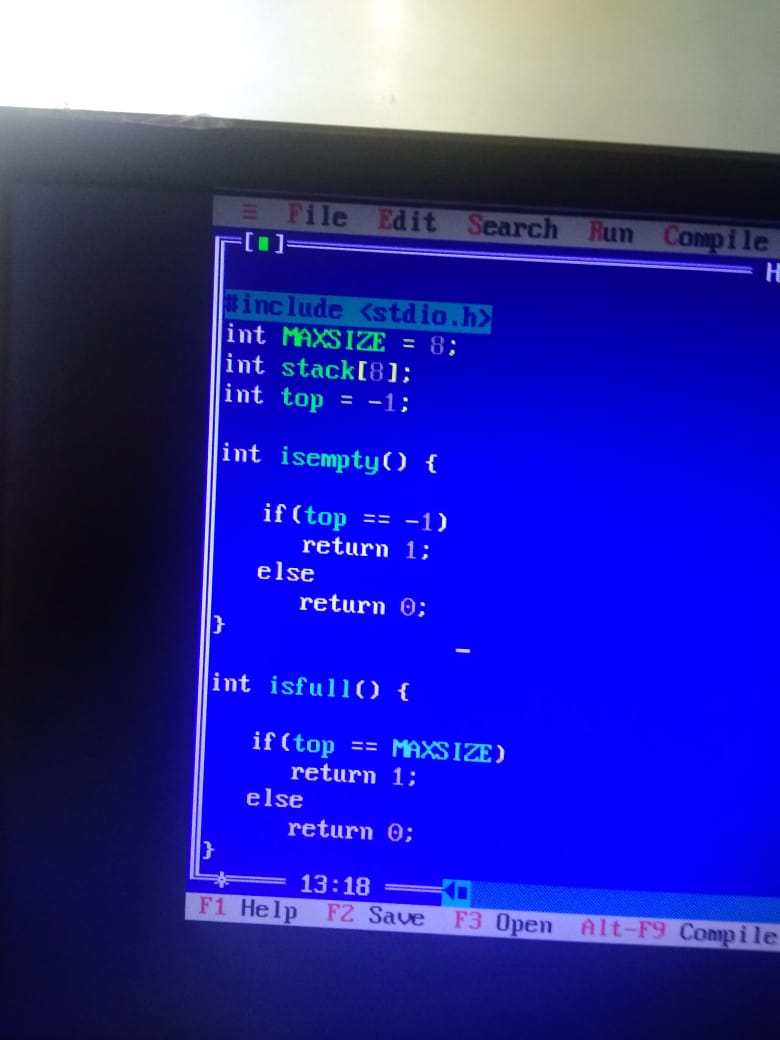 ≡ File Edit Search Run Compile
[■] H
#include <stdio.h>
int MAXSIZE = 8;
int stack[8];
int top = -1;
int isempty() {
if(top == -1)
return 1;
else
return 0;
}
int isfull() {
if(top == MAXSIZE)
return 1;
else
return 0;
}
13:18
F1 Help F2 Save F3 Open Alt-F9 Compile